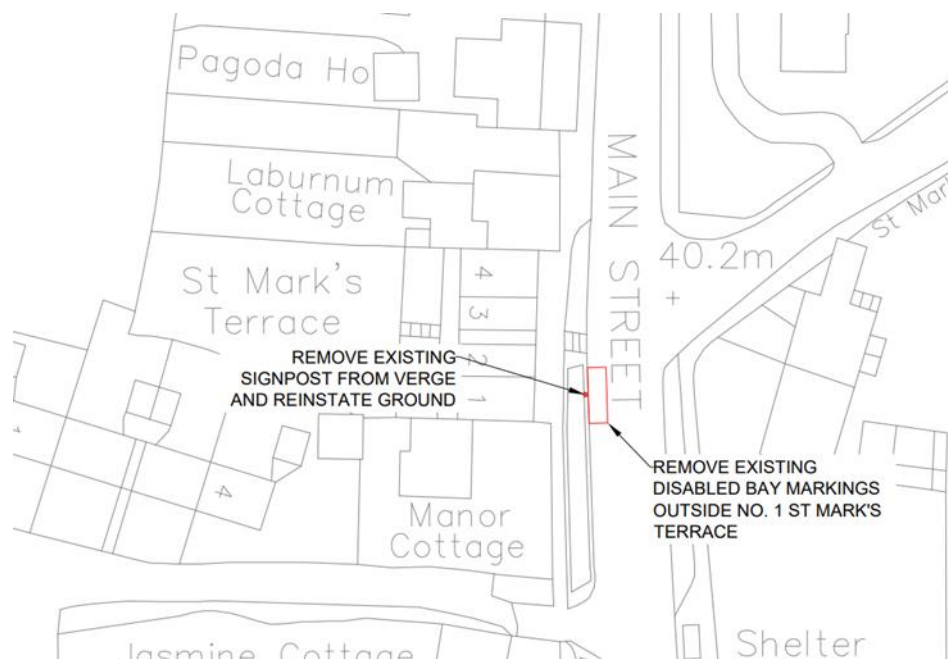 Pagoda Ho
Laburnum
Cottage
MAIN STREET
St Mar
40.2m
St Mark's
Terrace
4
3
2
1
REMOVE EXISTING
SIGNPOST FROM VERGE
AND REINSTATE GROUND
REMOVE EXISTING
DISABLED BAY MARKINGS
OUTSIDE NO. 1 ST MARK'S
TERRACE
4
Manor
Cottage
Jasmine Cottage
Shelter